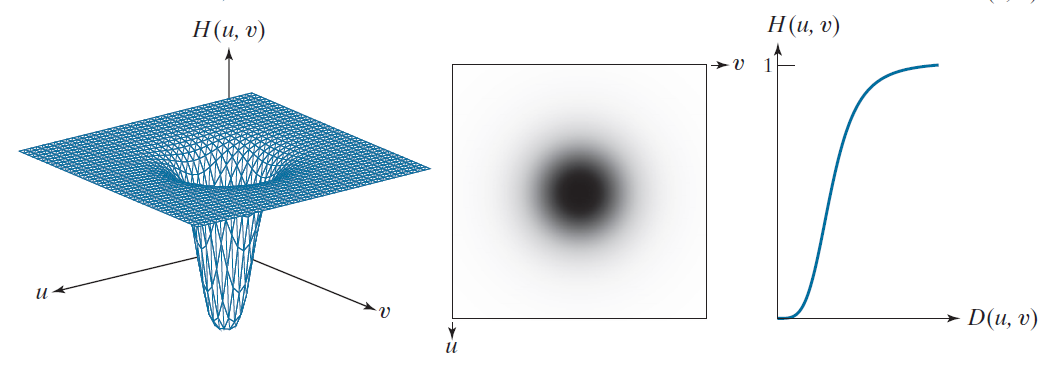 H(u, v)
u
v
v
u
H(u, v)
1
D(u, v)